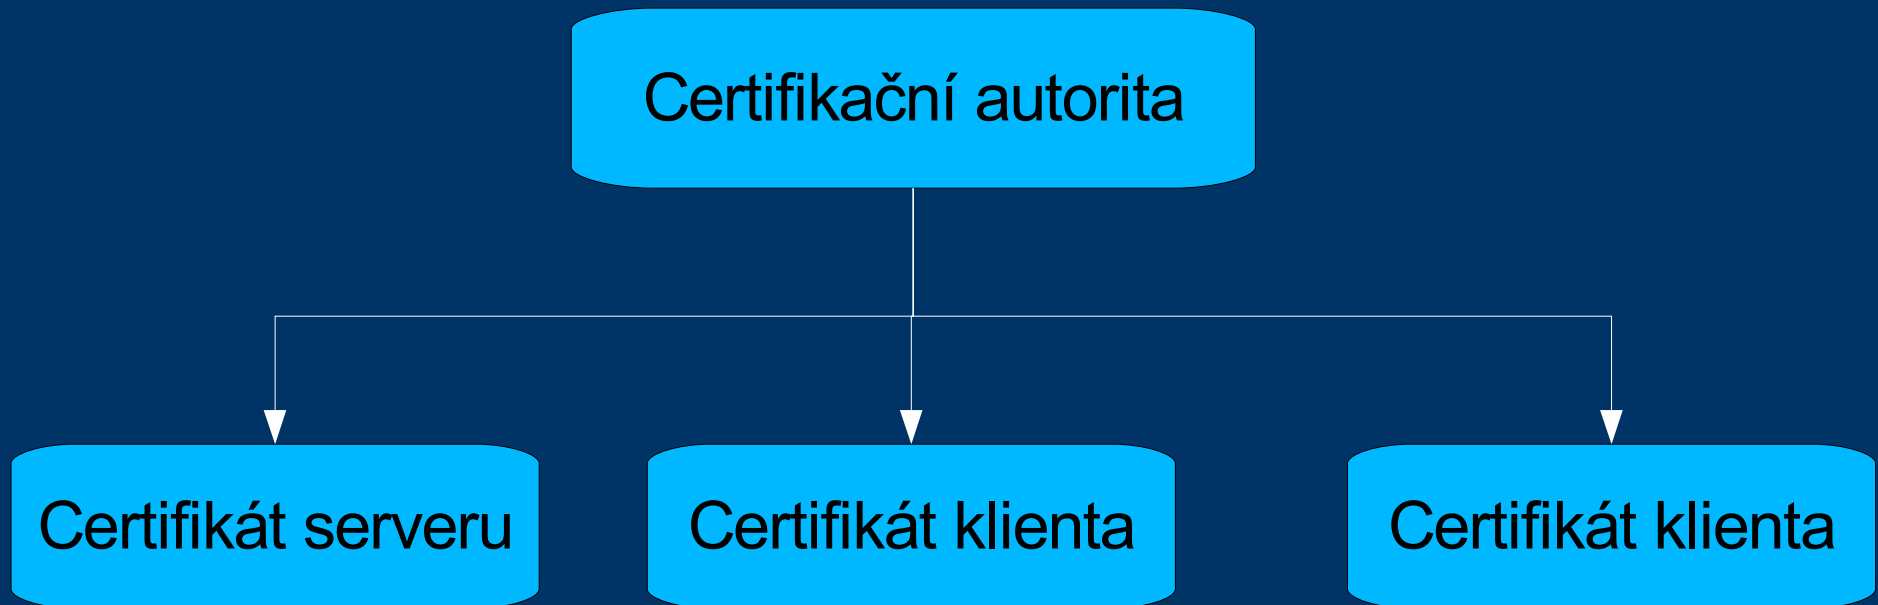 Certifikační autorita
Certifikát serveru
Certifikát klienta
Certifikát klienta